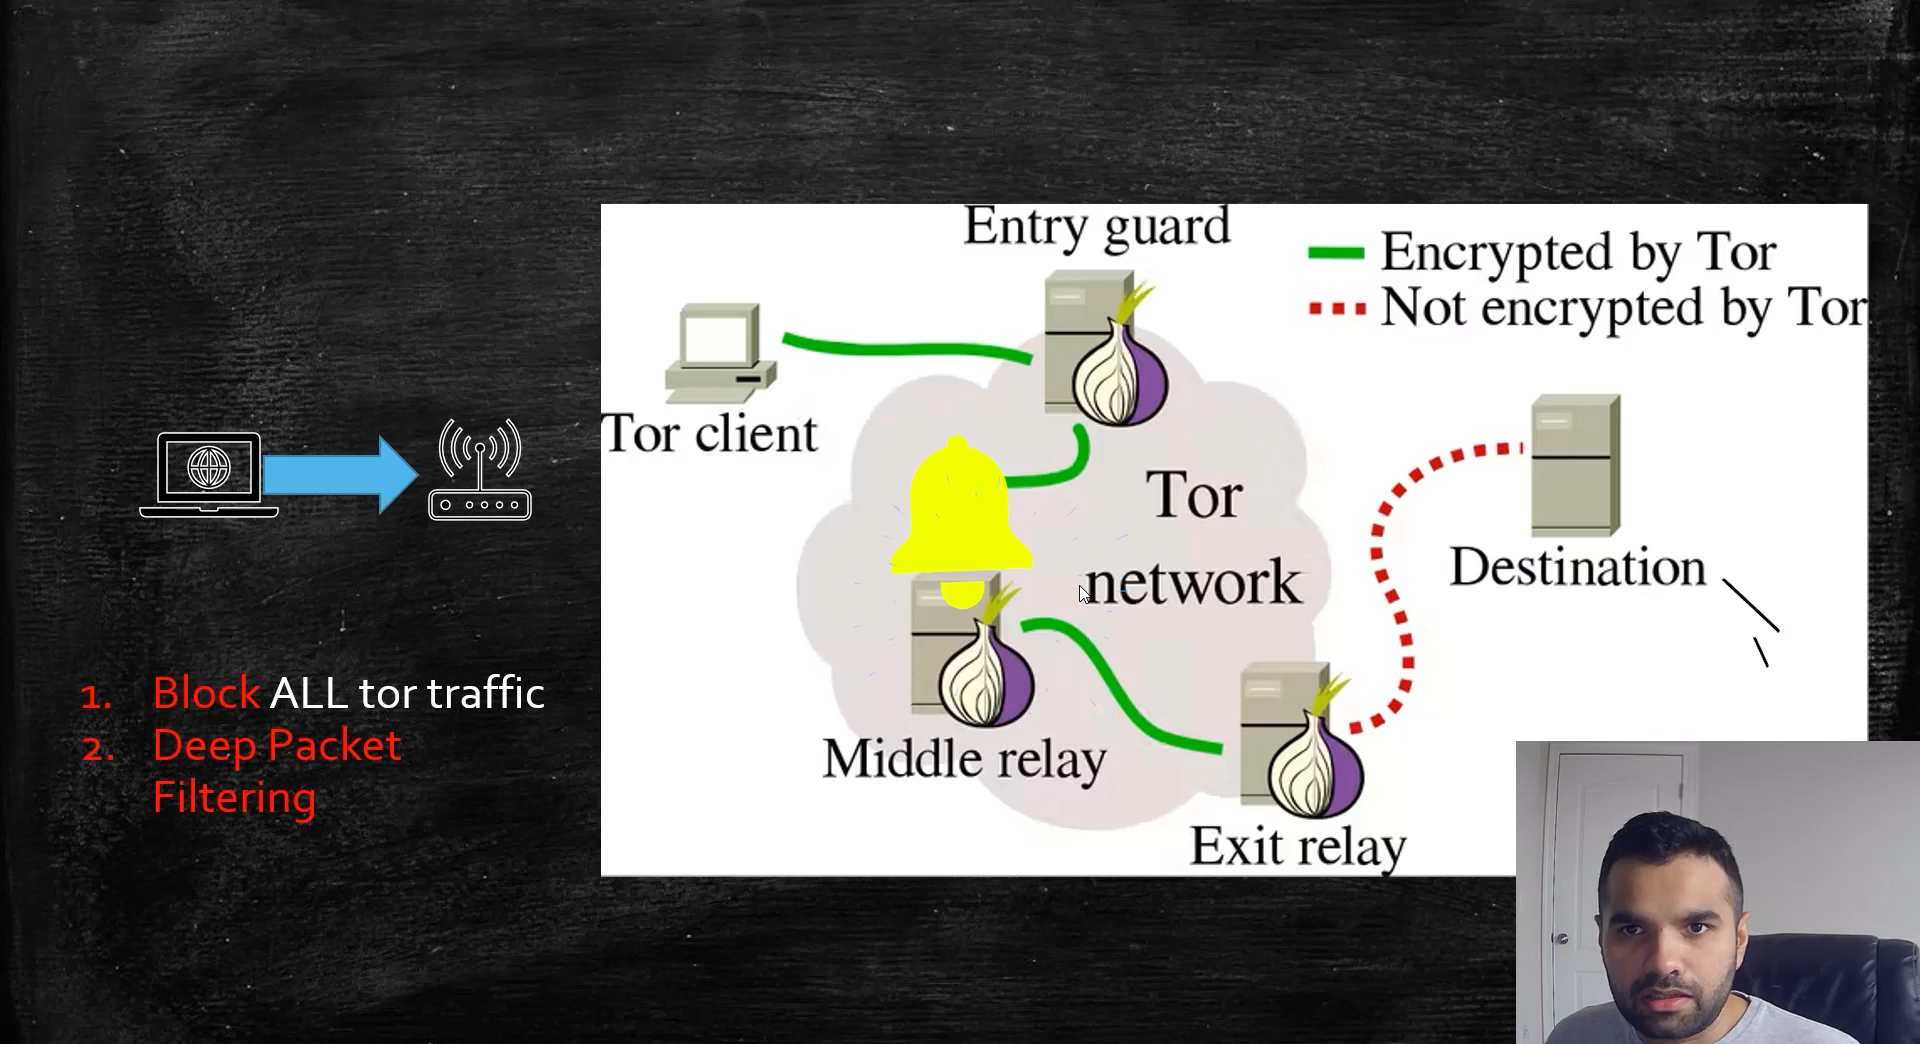 1. Block ALL tor traffic
2. Deep Packet
Filtering
Entry guard
Encrypted by Tor
Not encrypted by Tor
Tor client
Tor
network
Destination
Middle relay
Exit relay